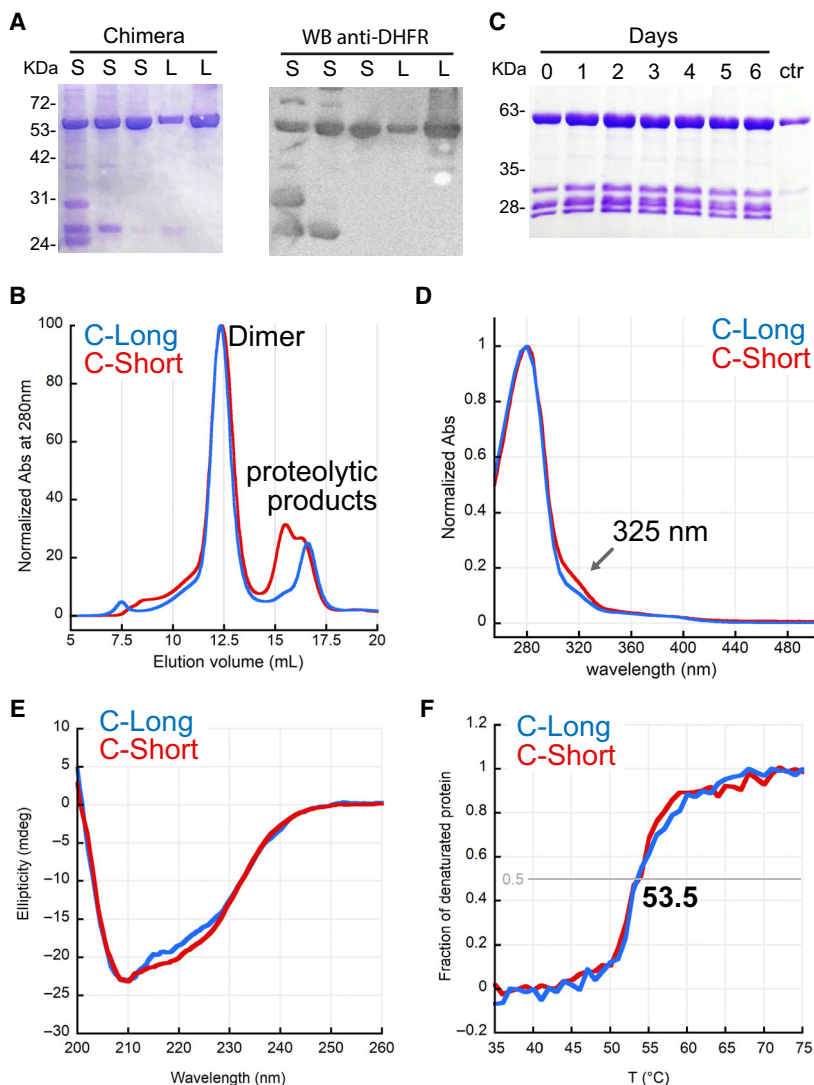 A
Chimera
KDa S S S L L
72-
53-
42-
31-
24-
WB anti-DHFR
S S S L L
C
Days
KDa 0 1 2 3 4 5 6 ctr
63-
35-
28-
B
C-Long
C-Short
Dimer
proteolytic
products
Normalized Abs at 280nm
100
80
60
40
20
0
5 7.5 10.0 12.5 15.0 17.5 20
Elution volume (mL)
D
C-Long
C-Short
325 nm
Normalized Abs
1
0.8
0.6
0.4
0.2
0
280 320 360 400 440 480
wavelength (nm)
E
C-Long
C-Short
Ellipticity (mdeg)
10
5
0
−5
−10
−15
−20
−25
−30
200 210 220 230 240 250 260
Wavelength (nm)
F
C-Long
C-Short
Fraction of denaturated protein
1.2
1
0.8
0.6
0.4
0.2
0
−0.2
0.5
53.5
35 40 45 50 55 60 65 70 75
T (°C)